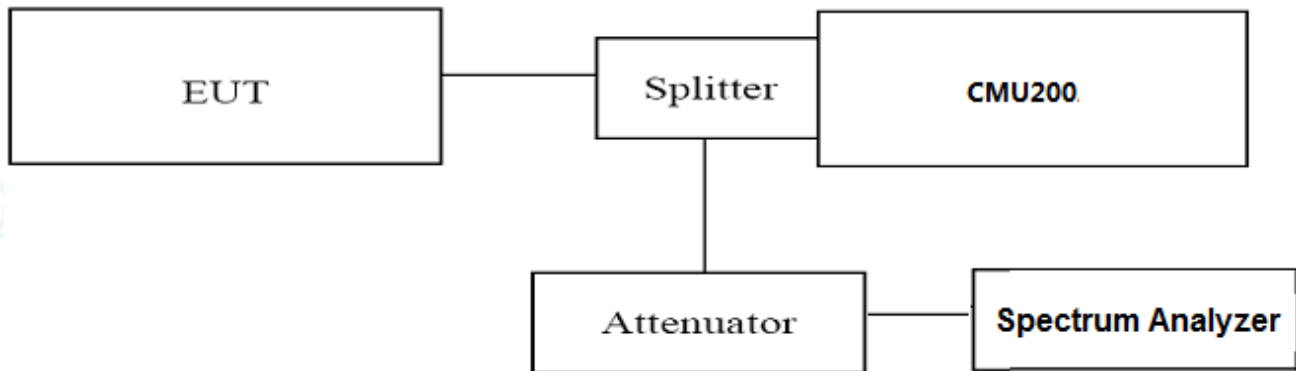 EUT
Splitter
CMU200.
Attenuator
Spectrum Analyzer